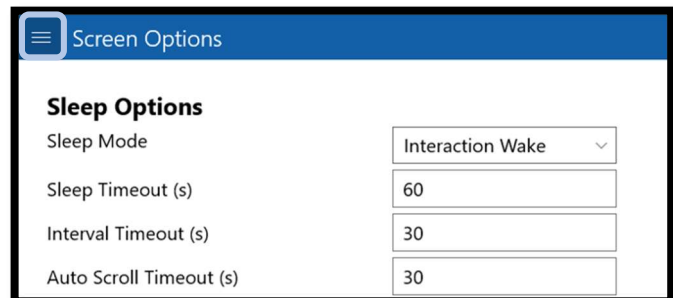 Screen Options
Sleep Options
Sleep Mode Interaction Wake
Sleep Timeout (s) 60
Interval Timeout (s) 30
Auto Scroll Timeout (s) 30